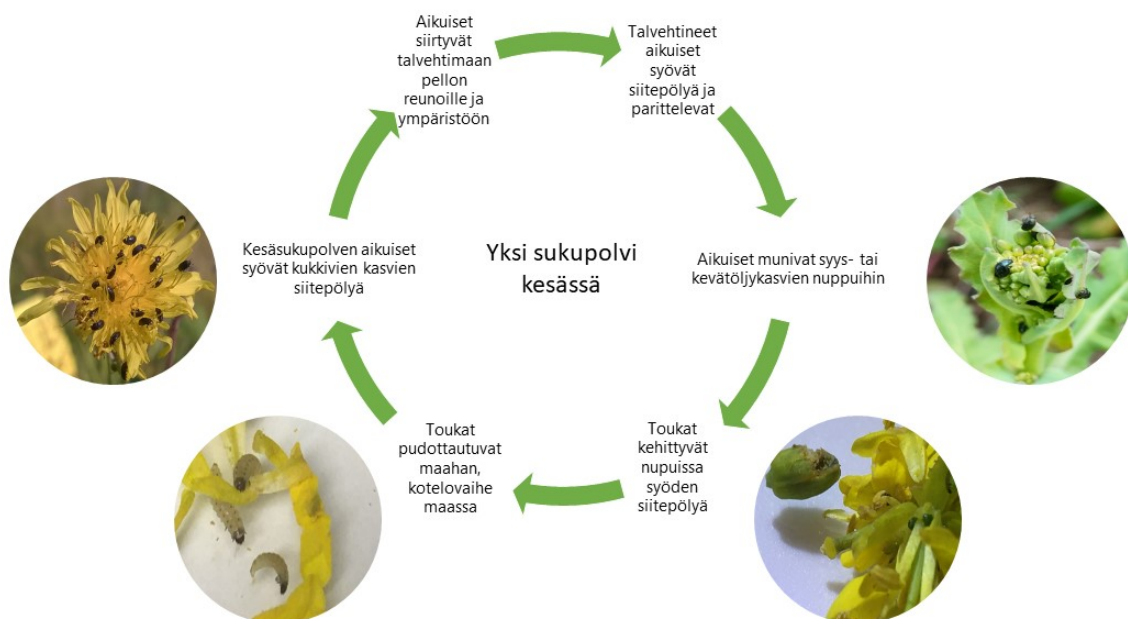 Aikuiset
siirtyvät
talvehtimaan
pellon
reunoille ja
ympäristöön
Talvehtineet
aikuiset
syövät
siitepölyä ja
parittelevat
Aikuiset munivat syys- tai
kevätöljykasvien nuppuihin
Toukat
kehittyvät
nupuissa
syöden
siitepölyä
Toukat
pudottautuvat
maahan,
kotelovaihe
maassa
Kesäsukupolven aikuiset
syövät kukkivien kasvien
siitepölyä
Yksi sukupolvi
kesässä